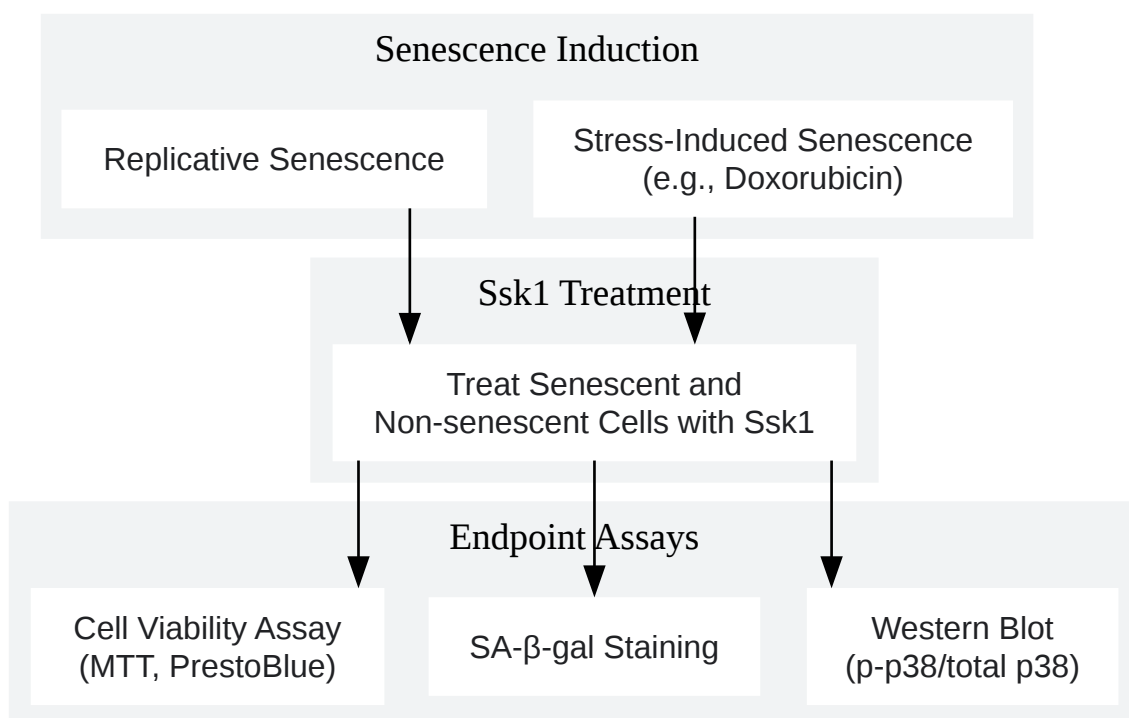 Senescence Induction
Replicative Senescence
Stress-Induced Senescence
(e.g., Doxorubicin)
Ssk1 Treatment
Treat Senescent and
Non-senescent Cells with Ssk1
Endpoint Assays
Cell Viability Assay
(MTT, PrestoBlue)
SA-β-gal Staining
Western Blot
(p-p38/total p38)